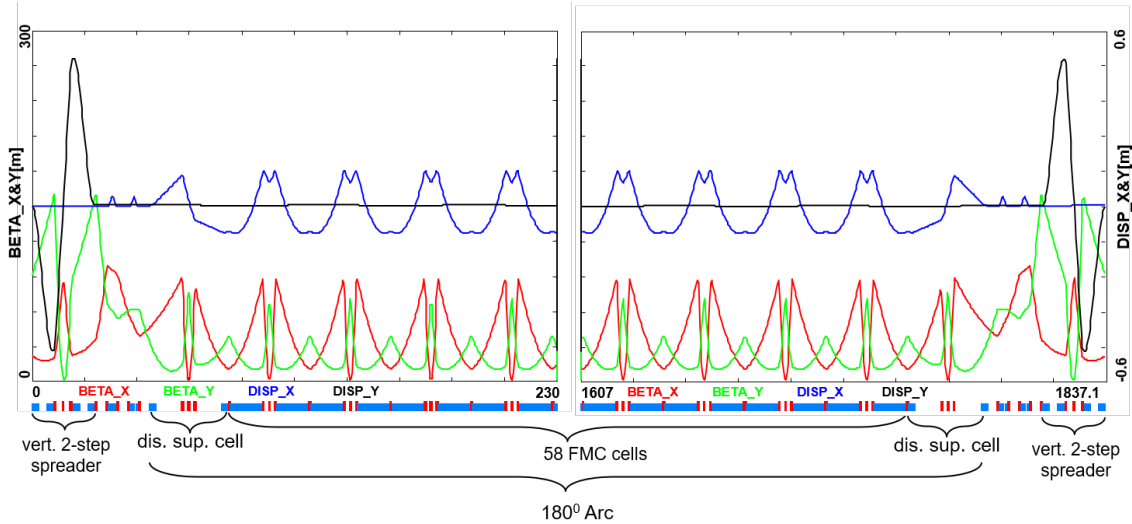 300
BETA_X&Y[m]
0
BETA_X BETA_Y DISP_X DISP_Y
230
0.6
DISP_X&Y[m]
-0.6
1607 BETA_X BETA_Y DISP_X DISP_Y 1837.1
vert. 2-step
spreader
dis. sup. cell
58 FMC cells
dis. sup. cell
vert. 2-step
spreader
180⁰ Arc